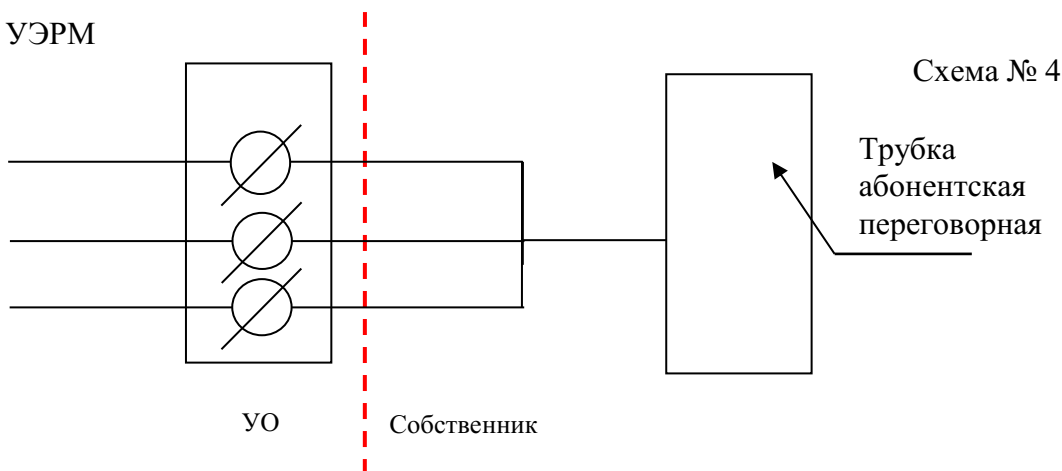 УЭРМ
Схема № 4
Трубка
абонентская
переговорная
УО
Собственник